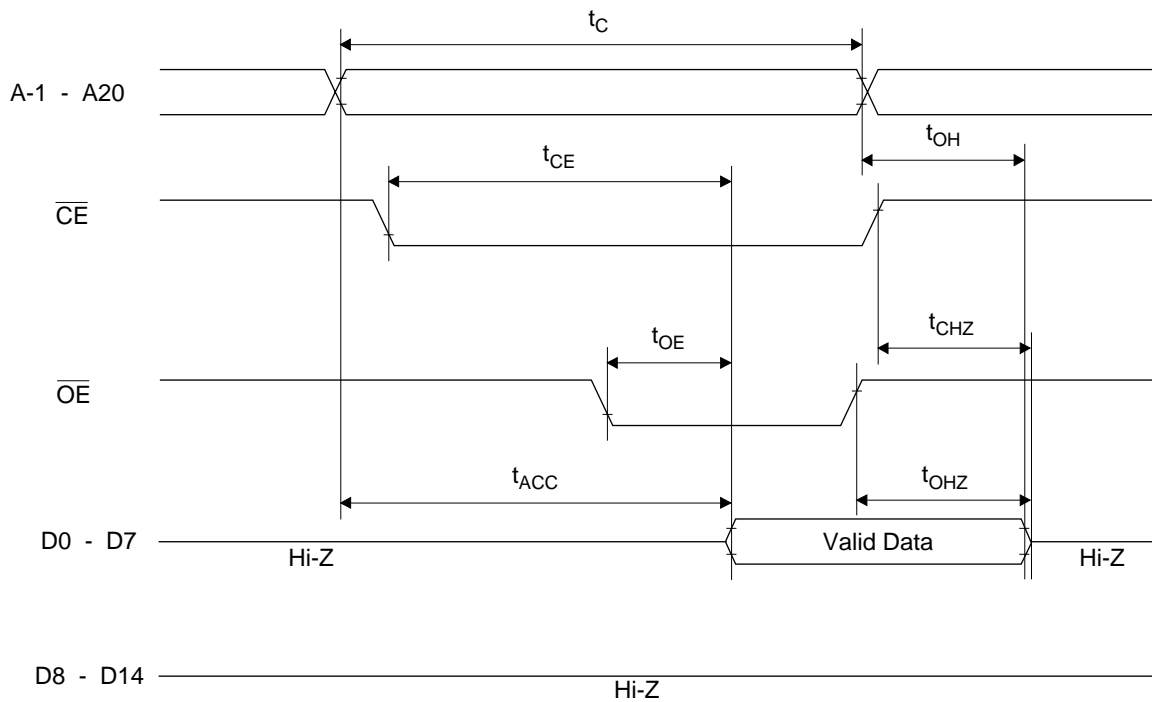 tC
A-1 - A20
tOH
tCE
CE
tCHZ
tOE
OE
tACC
tOHZ
D0 - D7
Valid Data
Hi-Z
Hi-Z
D8 - D14
Hi-Z